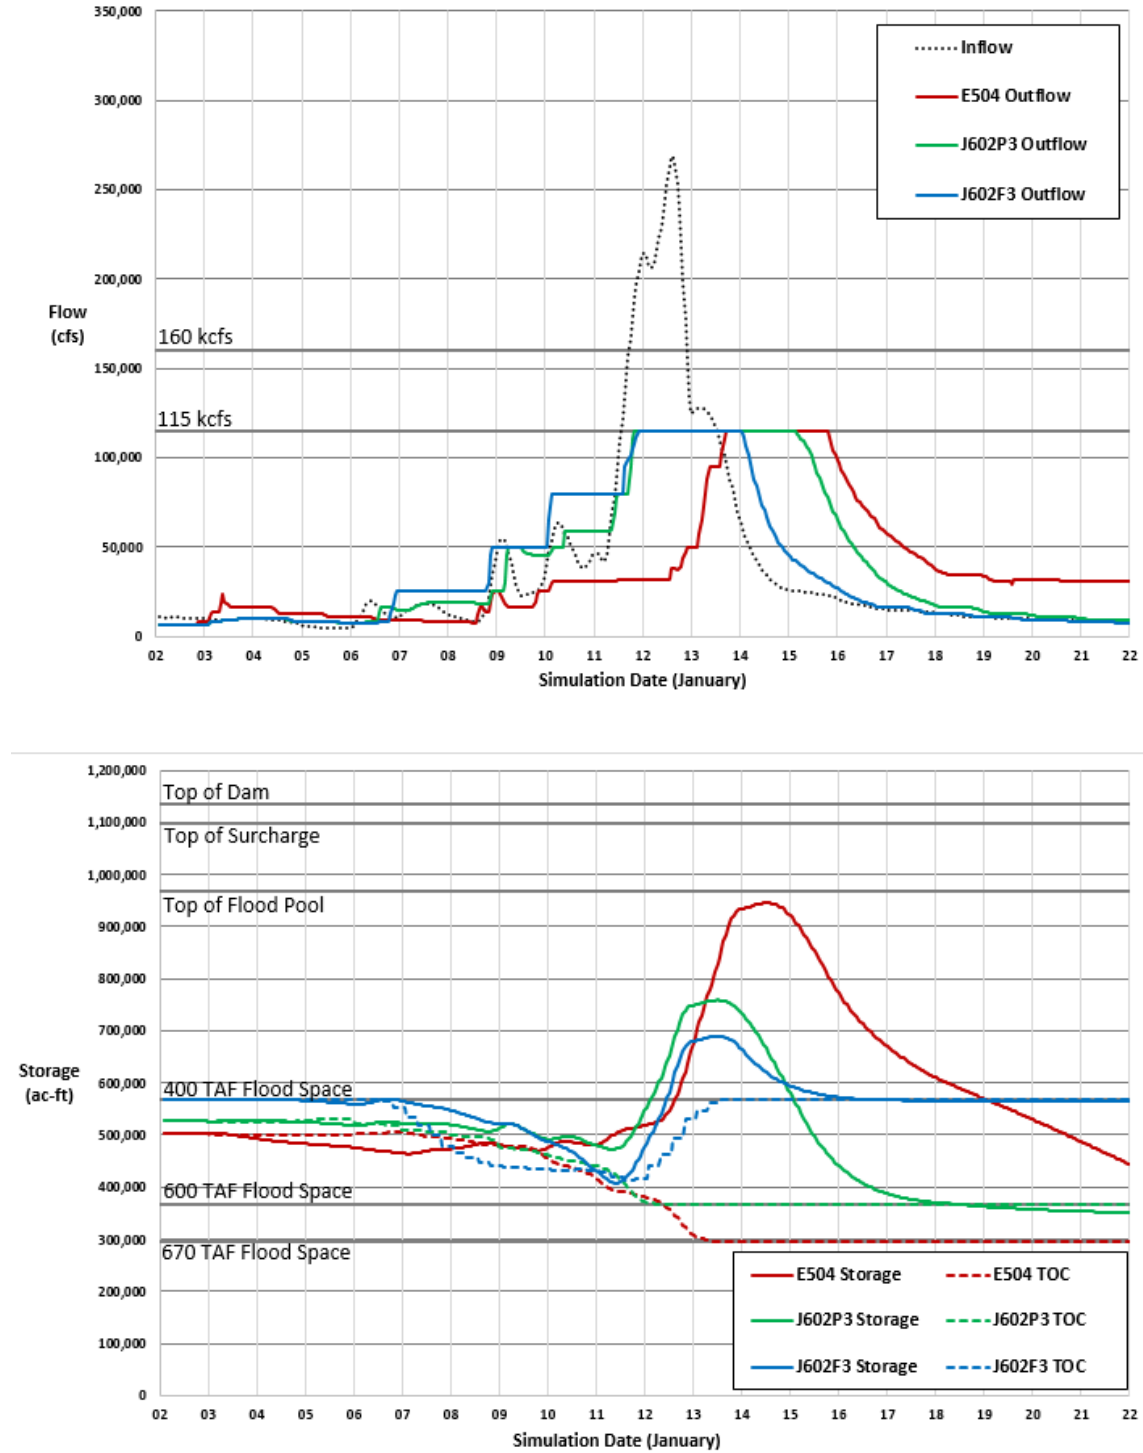 350,000
Inflow
300,000
E504 Outflow
J602P3 Outflow
250,000
J602F3 Outflow
200,000
Flow
(cfs)
160 kcfs
150,000
115 kcfs
100,000
50,000
0
02 03 04 05 06 07 08 09 10 11 12 13 14 15 16 17 18 19 20 21 22
Simulation Date (January)
1,200,000
Top of Dam
1,100,000
Top of Surcharge
1,000,000
Top of Flood Pool
900,000
800,000
700,000
Storage
(ac-ft)
600,000
400 TAF Flood Space
500,000
400,000
600 TAF Flood Space
300,000
670 TAF Flood Space
E504 Storage E504 TOC
200,000
J602P3 Storage J602P3 TOC
100,000
J602F3 Storage J602F3 TOC
0
02 03 04 05 06 07 08 09 10 11 12 13 14 15 16 17 18 19 20 21 22
Simulation Date (January)